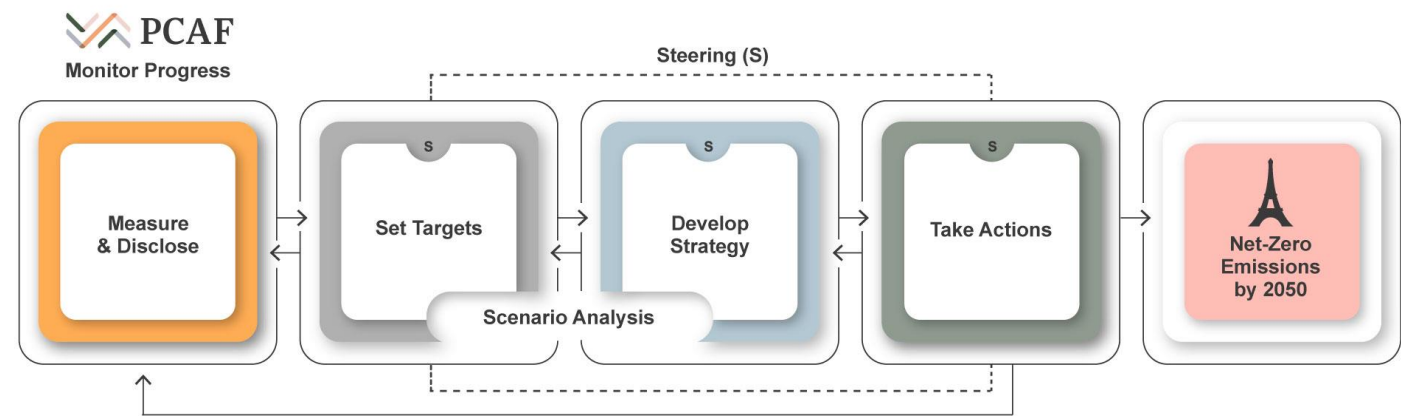 PCAF
Monitor Progress
Steering (S)
S
S
S
Measure
& Disclose
Set Targets
Develop
Strategy
Take Actions
Net-Zero
Emissions
by 2050
Scenario Analysis